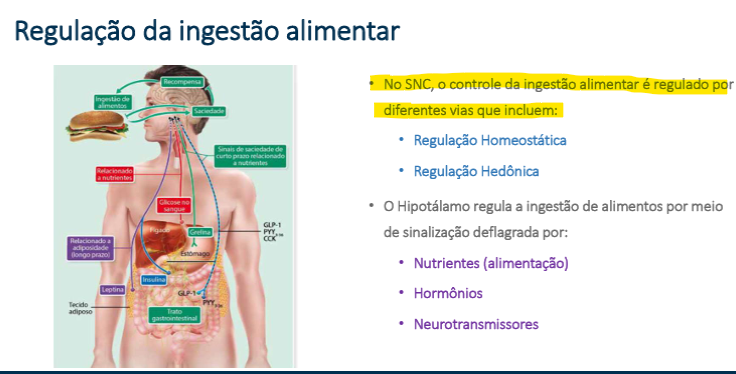 Regulação da ingestão alimentar
Recompensa
Ingestão de
alimentos
Saciedade
Sinais de saciedade de
curto prazo relacionado
a nutrientes
Relacionado
a nutrientes
Glicose no
sangue
Fígado
Grelina
GLP-1
PYY3-36
CCK
Estômago
Relacionado a
adiposidade
(longo prazo)
Insulina
Leptina
GLP-1
PYY3-36
Tecido
adiposo
Trato
gastrointestinal
• No SNC, o controle da ingestão alimentar é regulado por
diferentes vias que incluem:
• Regulação Homeostática
• Regulação Hedônica
• O Hipotálamo regula a ingestão de alimentos por meio
de sinalização deflagrada por:
• Nutrientes (alimentação)
• Hormônios
• Neurotransmissores